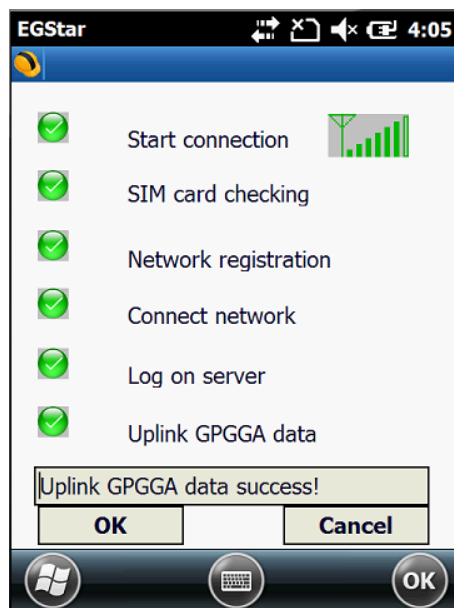 EGStar 4:05
Start connection
SIM card checking
Network registration
Connect network
Log on server
Uplink GPGGA data
Uplink GPGGA data success!
OK Cancel
OK